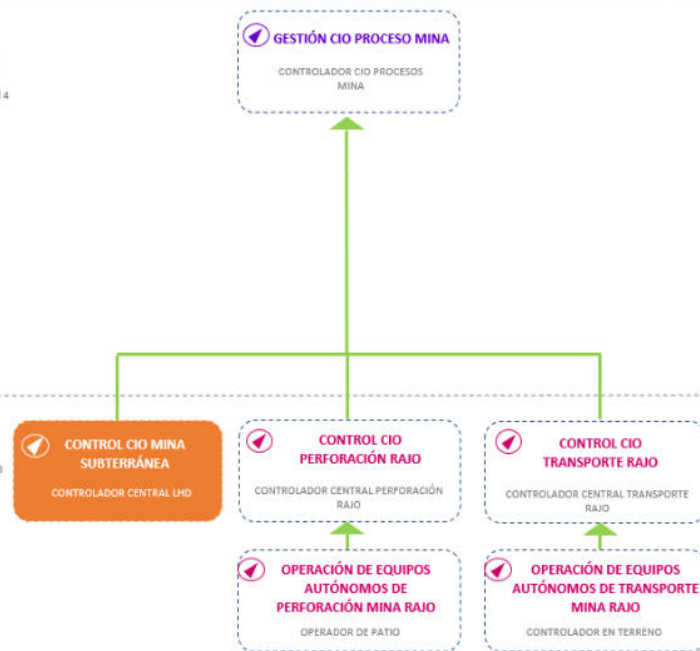 GESTIÓN CIO PROCESO MINA
CONTROLADOR CIO PROCESOS
MINA
4
3
CONTROL CIO MINA
SUBTERRÁNEA
CONTROLADOR CENTRAL LHD
CONTROL CIO
PERFORACIÓN RAJO
CONTROLADOR CENTRAL PERFORACIÓN
RAJO
CONTROL CIO
TRANSPORTE RAJO
CONTROLADOR CENTRAL TRANSPORTE
RAJO
OPERACIÓN DE EQUIPOS
AUTÓNOMOS DE
PERFORACIÓN MINA RAJO
OPERADOR DE PATIO
OPERACIÓN DE EQUIPOS
AUTÓNOMOS DE TRANSPORTE
MINA RAJO
CONTROLADOR EN TERRENO